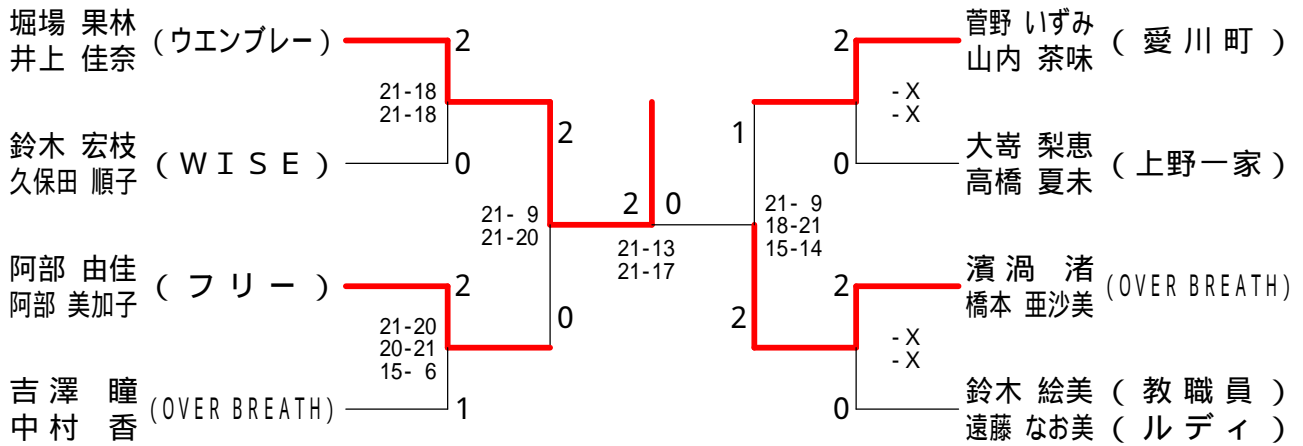 堀場 果林
井上 佳奈
(ウエンブレー)
2
21-18
21-18
鈴木 宏枝
久保田 順子
(ＷＩＳＥ)
0
2
21- 9
21-20
阿部 由佳
阿部 美加子
(フリー)
2
21-20
20-21
15- 6
0
吉澤 瞳
中村 香
(OVER BREATH)
1
2 0
21-13
21-17
菅野 いずみ
山内 茶味
(愛川町)
2
- X
- X
大嵜 梨恵
高橋 夏未
(上野一家)
0
1
21- 9
18-21
15-14
濱渦 渚
橋本 亜沙美
(OVER BREATH)
2
2
- X
- X
鈴木 絵美 (教職員)
遠藤 なお美 (ルディ)
0